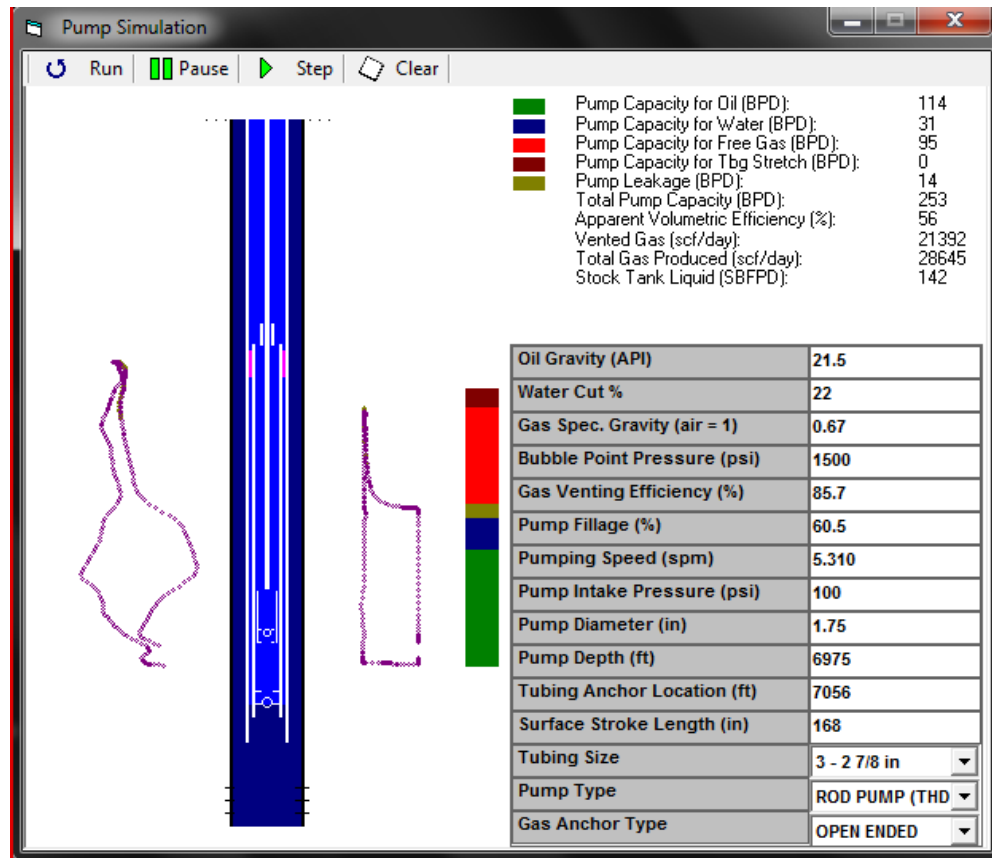 Pump Simulation
Run Pause Step Clear
Pump Capacity for Oil (BPD): 114
Pump Capacity for Water (BPD): 31
Pump Capacity for Free Gas (BPD): 95
Pump Capacity for Tbg Stretch (BPD): 0
Pump Leakage (BPD): 14
Total Pump Capacity (BPD): 253
Apparent Volumetric Efficiency (%): 56
Vented Gas (scf/day): 21392
Total Gas Produced (scf/day): 28645
Stock Tank Liquid (SBFPD): 142
Oil Gravity (API) 21.5
Water Cut % 22
Gas Spec. Gravity (air = 1) 0.67
Bubble Point Pressure (psi) 1500
Gas Venting Efficiency (%) 85.7
Pump Fillage (%) 60.5
Pumping Speed (spm) 5.310
Pump Intake Pressure (psi) 100
Pump Diameter (in) 1.75
Pump Depth (ft) 6975
Tubing Anchor Location (ft) 7056
Surface Stroke Length (in) 168
Tubing Size 3 - 2 7/8 in
Pump Type ROD PUMP (THD
Gas Anchor Type OPEN ENDED